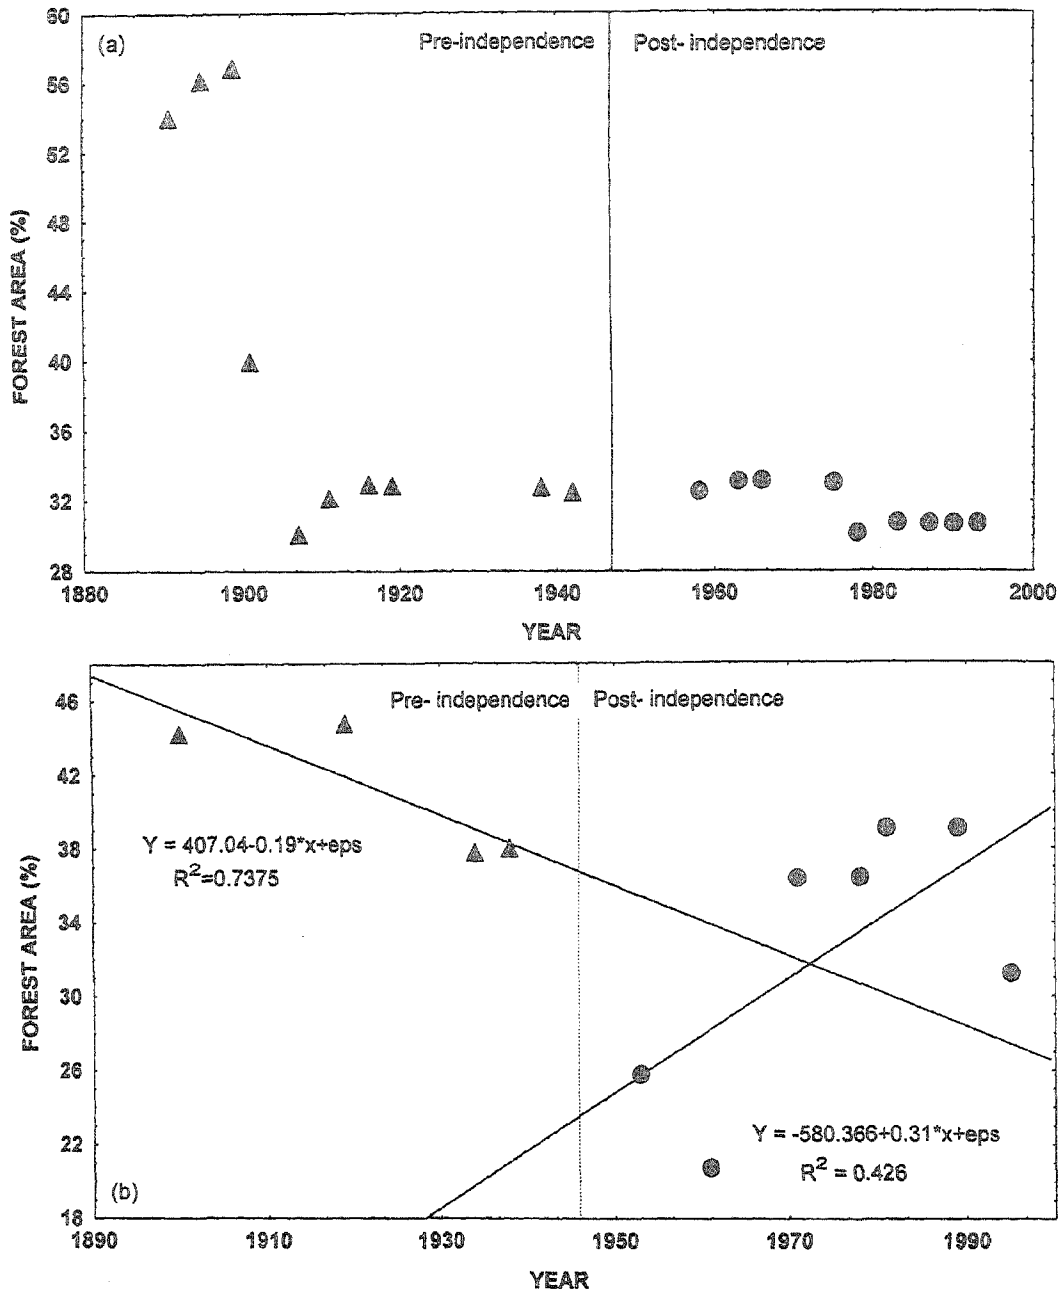 (a)
Pre-independence
Post- independence
60
56
52
48
44
40
36
32
28
FOREST AREA (%)
1880
1900
1920
1940
1960
1980
2000
YEAR
Pre- independence
Post- independence
46
42
38
34
30
26
22
18
FOREST AREA (%)
Y = 407.04-0.19*x+eps
R2=0.7375
Y = -580.366+0.31*x+eps
R2 = 0.426
(b)
1890
1910
1930
1950
1970
1990
YEAR